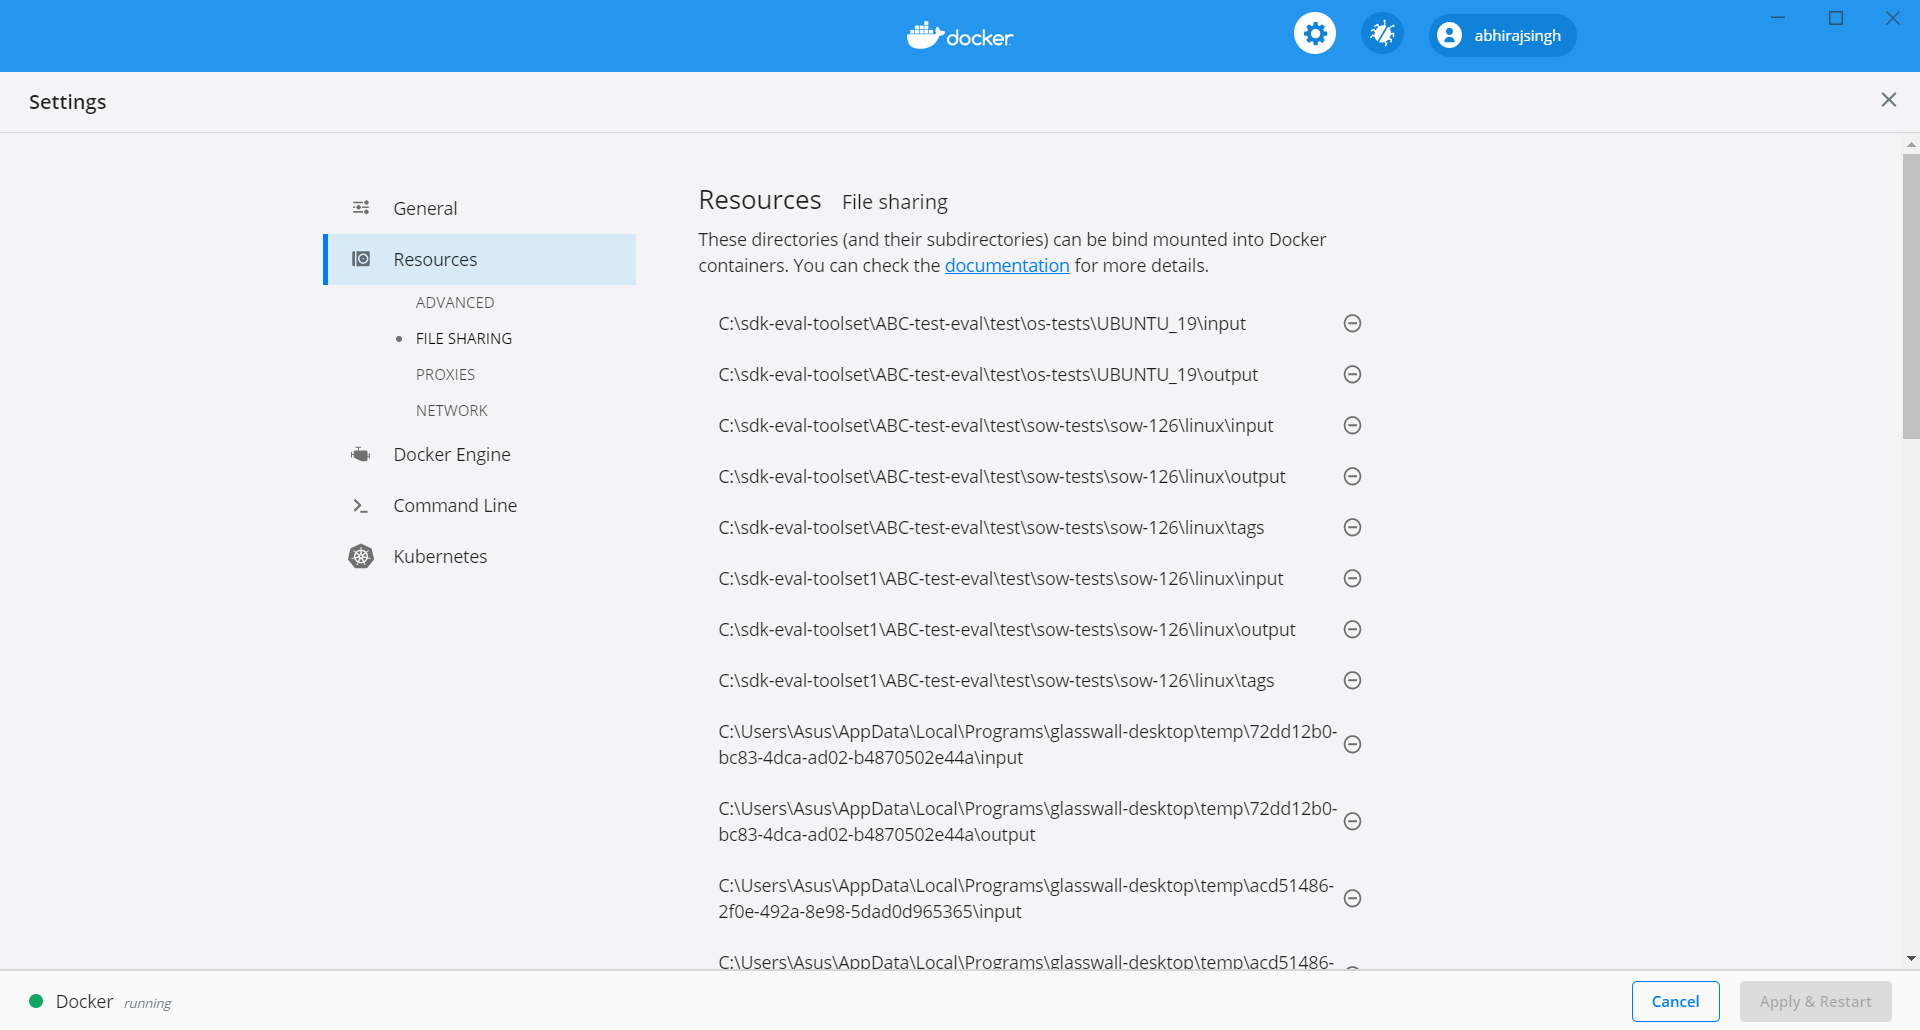 docker
abhirajsingh
Settings
General
Resources
ADVANCED
FILE SHARING
PROXIES
NETWORK
Docker Engine
Command Line
Kubernetes
Resources File sharing
These directories (and their subdirectories) can be bind mounted into Docker
containers. You can check the documentation for more details.
C:\sdk-eval-toolset\ABC-test-eval\test\os-tests\UBUNTU_19\input
C:\sdk-eval-toolset\ABC-test-eval\test\os-tests\UBUNTU_19\output
C:\sdk-eval-toolset\ABC-test-eval\test\sow-tests\sow-126\linux\input
C:\sdk-eval-toolset\ABC-test-eval\test\sow-tests\sow-126\linux\output
C:\sdk-eval-toolset\ABC-test-eval\test\sow-tests\sow-126\linux\tags
C:\sdk-eval-toolset1\ABC-test-eval\test\sow-tests\sow-126\linux\input
C:\sdk-eval-toolset1\ABC-test-eval\test\sow-tests\sow-126\linux\output
C:\sdk-eval-toolset1\ABC-test-eval\test\sow-tests\sow-126\linux\tags
C:\Users\Asus\AppData\Local\Programs\glasswall-desktop\temp\72dd12b0-
bc83-4dca-ad02-b4870502e44a\input
C:\Users\Asus\AppData\Local\Programs\glasswall-desktop\temp\72dd12b0-
bc83-4dca-ad02-b4870502e44a\output
C:\Users\Asus\AppData\Local\Programs\glasswall-desktop\temp\acd51486-
2f0e-492a-8e98-5dad0d965365\input
C:\Users\Asus\AppData\Local\Programs\glasswall-desktop\temp\acd51486-
Docker running
Cancel
Apply & Restart